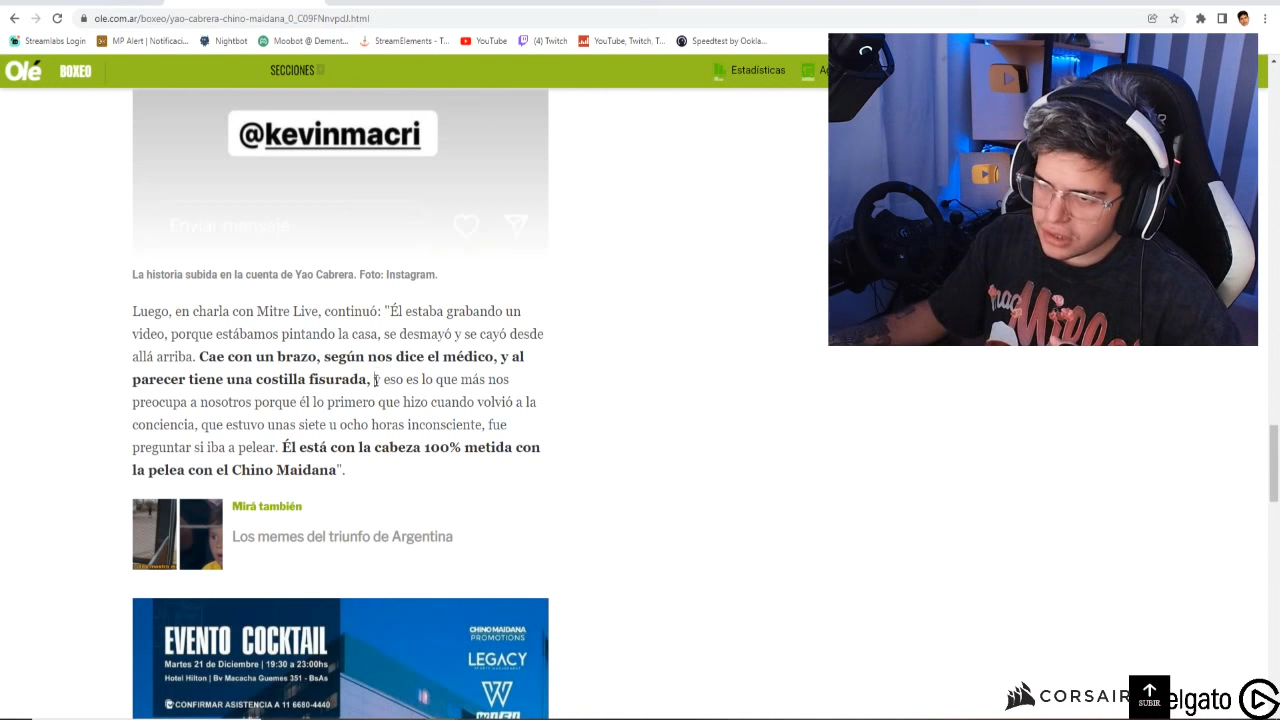 ole.com.ar/boxeo/yao-cabrera-chino-maidana_0_C09FNnvpdJ.html
Streamlabs Login MP Alert | Notificaci... Nightbot Moobot @ Dement... StreamElements - T... YouTube (4) Twitch YouTube, Twitch, T... Speedtest by Ookla...
Olé BOXEO SECCIONES Estadísticas
@kevinmacri
Enviar mensaje
La historia subida en la cuenta de Yao Cabrera. Foto: Instagram.
Luego, en charla con Mitre Live, continuó: "Él estaba grabando un
video, porque estábamos pintando la casa, se desmayó y se cayó desde
allá arriba. Cae con un brazo, según nos dice el médico, y al
parecer tiene una costilla fisurada, y eso es lo que más nos
preocupa a nosotros porque él lo primero que hizo cuando volvió a la
conciencia, que estuvo unas siete u ocho horas inconsciente, fue
preguntar si iba a pelear. Él está con la cabeza 100% metida con
la pelea con el Chino Maidana".
Mirá también
Los memes del triunfo de Argentina
EVENTO COCKTAIL
Martes 21 de Diciembre | 19:30 a 23:00hs
Hotel Hilton | Bv Macacha Guemes 351 - BsAs
CONFIRMAR ASISTENCIA A 11 6680-4440
CHINO MAIDANA
PROMOTIONS
LEGACY
CORSAIR
SUBIR
elgato